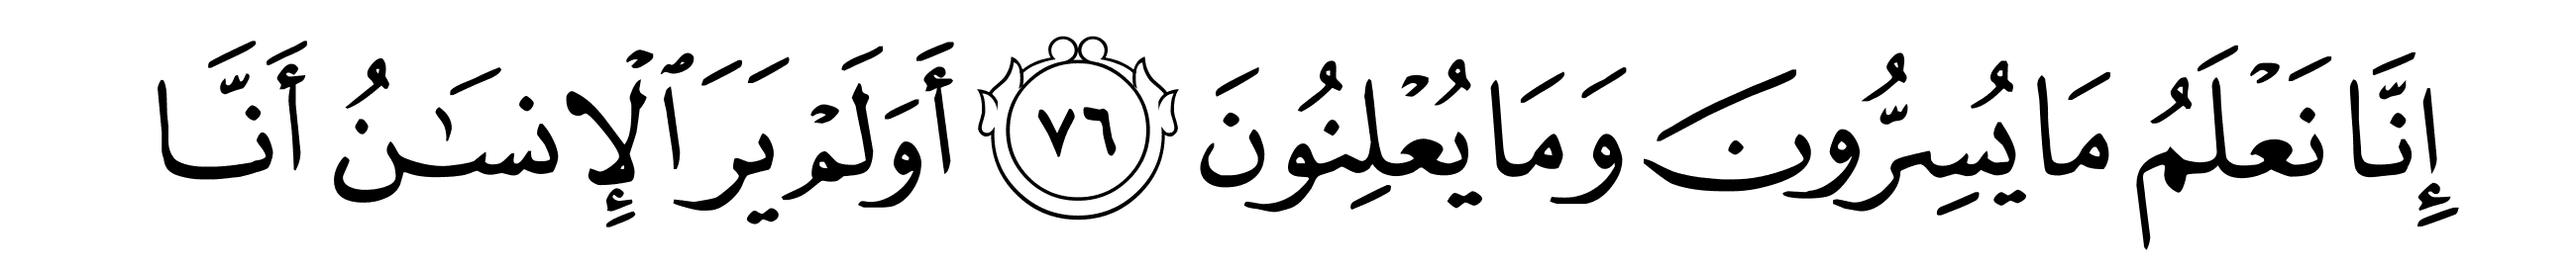 إِنَّا نَعْلَمُ مَا يُسِرُّونَ وَمَا يُعْلِنُونَ ٧٦ أَوَلَمْ يَرَ ٱلْإِنسَـٰنُ أَنَّا